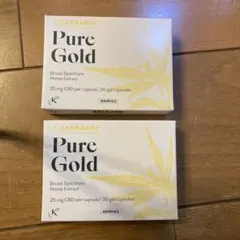 Pure
Gold
Broad Spectrum
Hemp Extract
25 mg CBD per capsule | 30 gel capsules
K
Pure
Gold
Broad Spectrum
Hemp Extract
25 mg CBD per capsule | 30 gel capsules
K